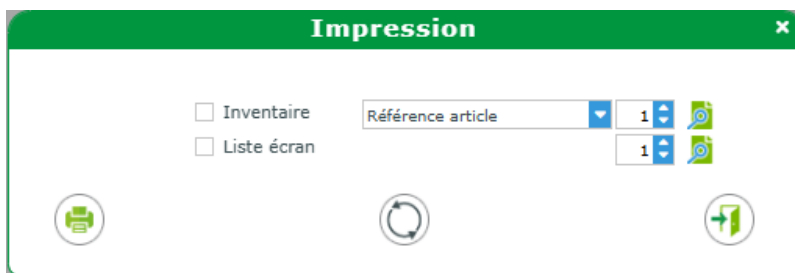 Impression
Inventaire Référence article 1
Liste écran 1